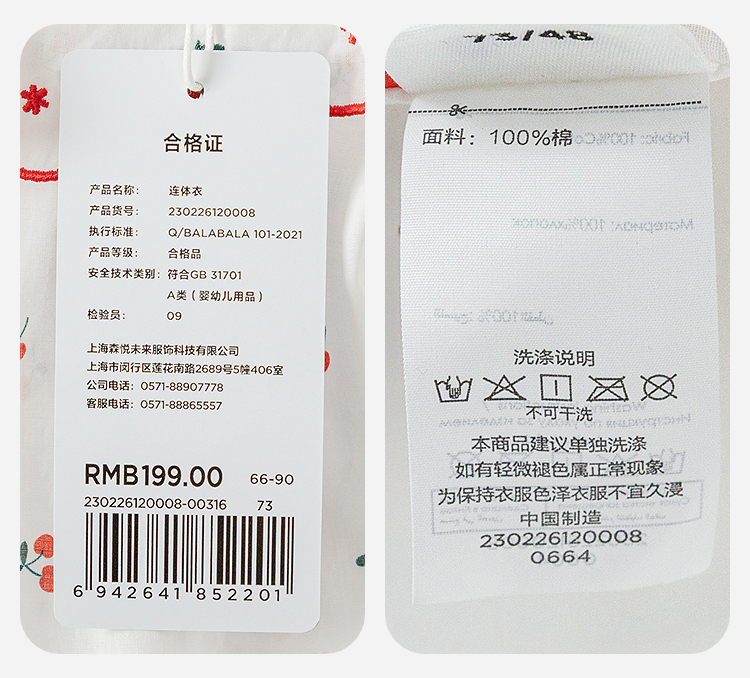 合格证
产品名称： 连体衣
产品货号： 230226120008
执行标准： Q/BALABALA 101-2021
产品等级： 合格品
安全技术类别： 符合GB 31701
A类（婴幼儿用品）
检验员： 09
上海森悦未来服饰科技有限公司
上海市闵行区莲花南路2689号5幢406室
公司电话：0571-88907778
客服电话：0571-88865557
RMB199.00 66-90
230226120008-00316 73
6 942641 852201
73/48
面料：100%棉
洗涤说明
不可干洗
本商品建议单独洗涤
如有轻微褪色属正常现象
为保持衣服色泽衣服不宜久浸
中国制造
230226120008
0664